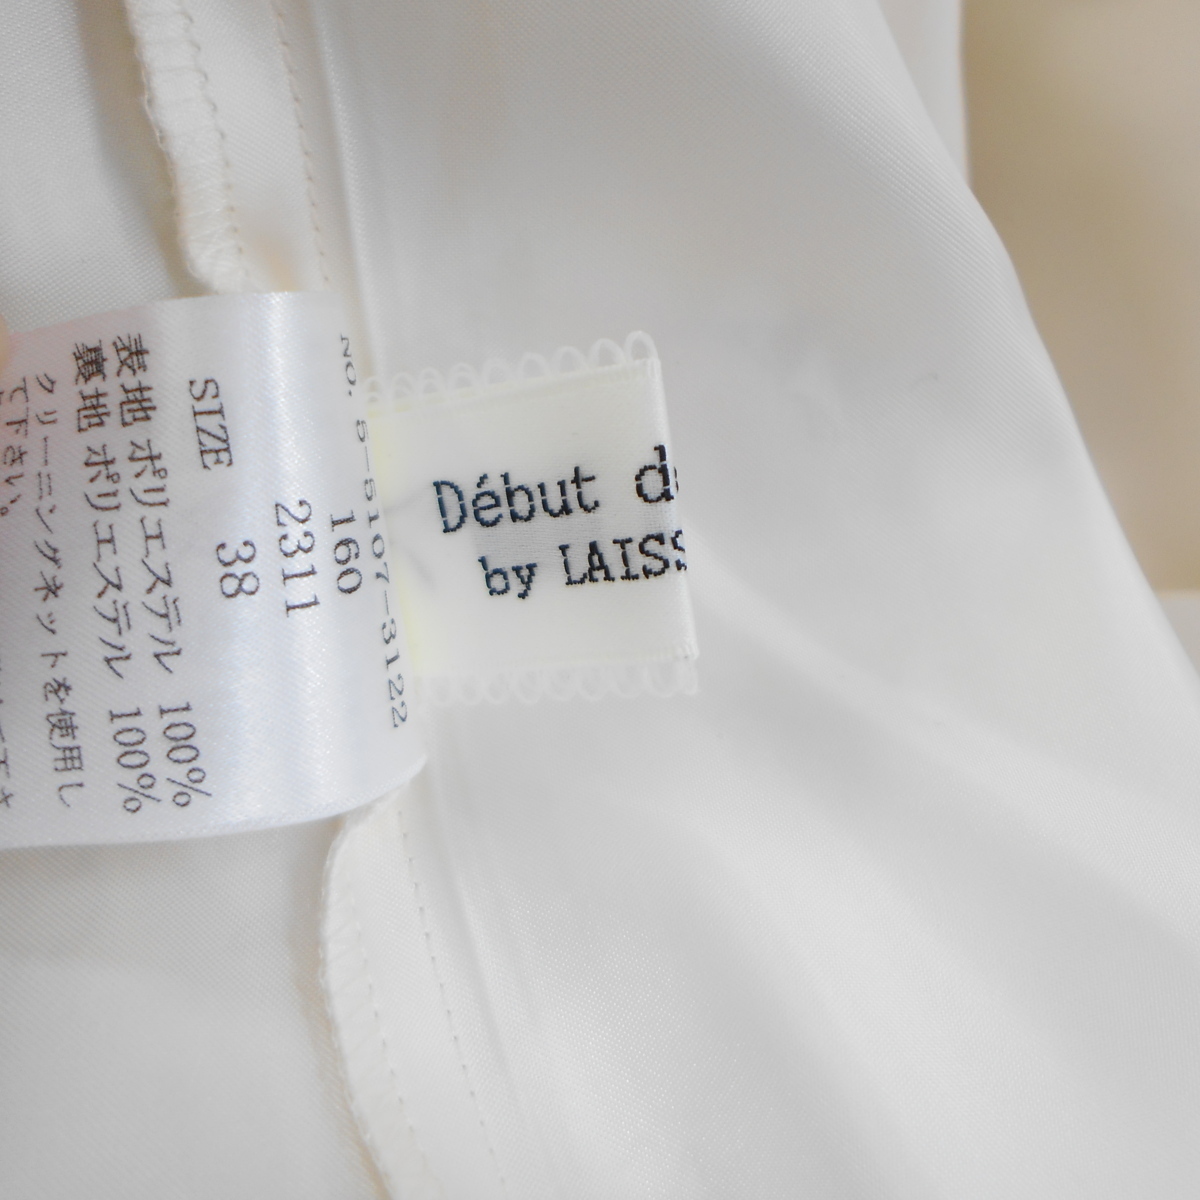 Début
by
NO. 5-5107-3122
160
2311
SIZE 38
表地 ポリエステル 100%
裏地 ポリエステル 100%
クリーニングネットを使用し
て下さい。